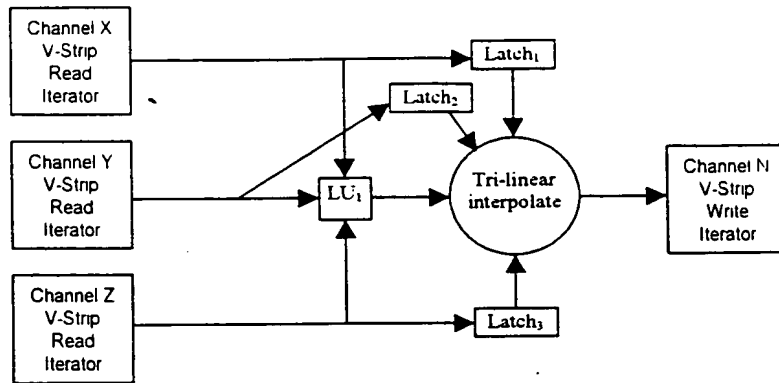 Channel X
V-Strip
Read
Iterator
Latch₁
Latch₂
Channel Y
V-Strip
Read
Iterator
LU₁
Tri-linear
interpolate
Channel N
V-Strip
Write
Iterator
Channel Z
V-Strip
Read
Iterator
Latch₃